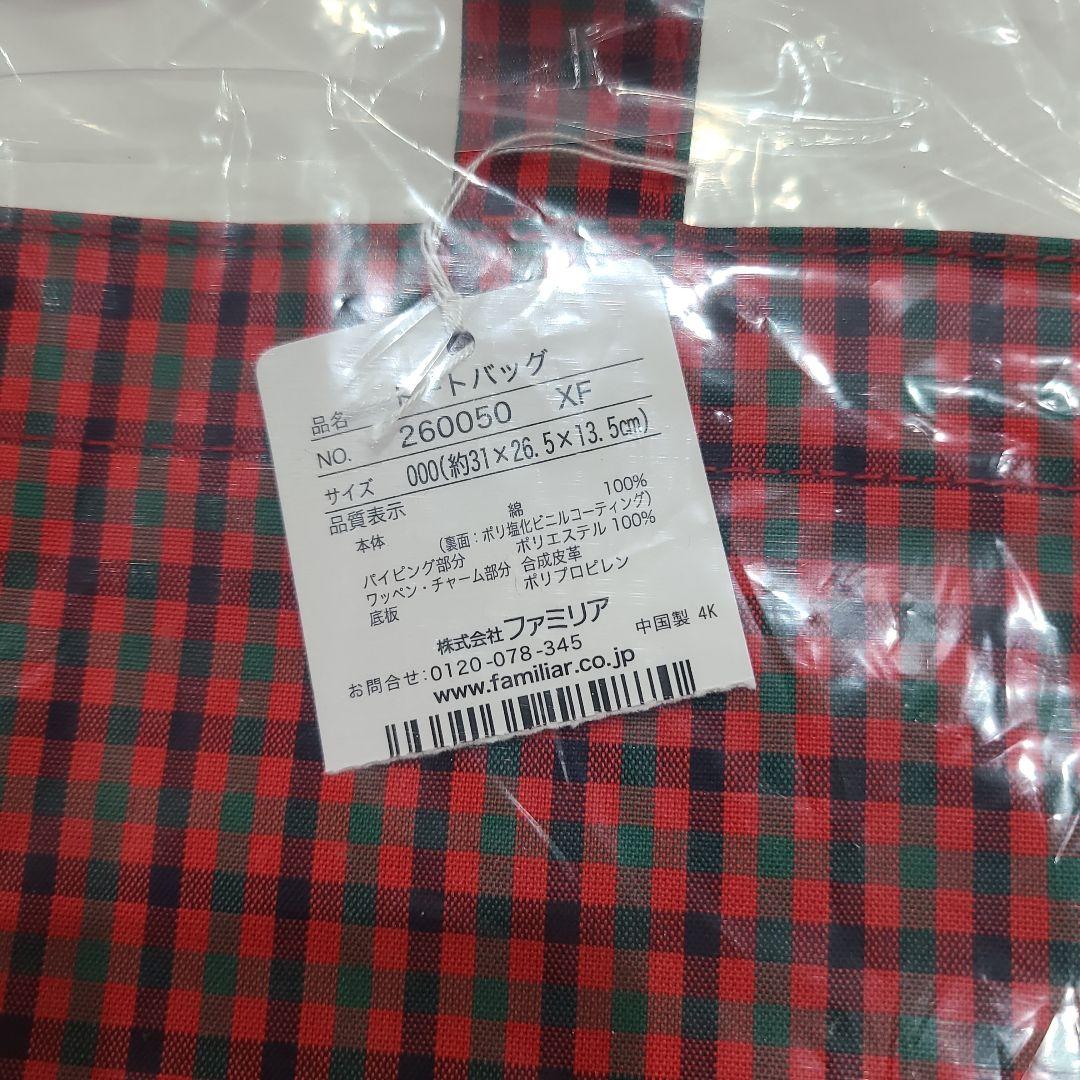 品名 トートバッグ
NO. 260050 XF
サイズ 000(約31×26.5×13.5cm)
品質表示
本体 綿 100%
(裏面:ポリ塩化ビニルコーティング)
パイピング部分 ポリエステル 100%
ワッペン・チャーム部分 合成皮革
底板 ポリプロピレン
株式会社ファミリア
中国製 4K
お問合せ:0120-078-345
www.familiar.co.jp